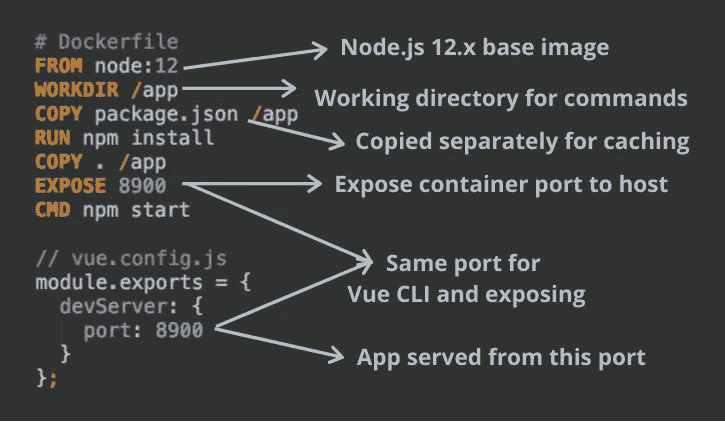 # Dockerfile
FROM node:12
WORKDIR /app
COPY package.json /app
RUN npm install
COPY . /app
EXPOSE 8900
CMD npm start
// vue.config.js
module.exports = {
  devServer: {
    port: 8900
  }
};
Node.js 12.x base image
Working directory for commands
Copied separately for caching
Expose container port to host
Same port for
Vue CLI and exposing
App served from this port